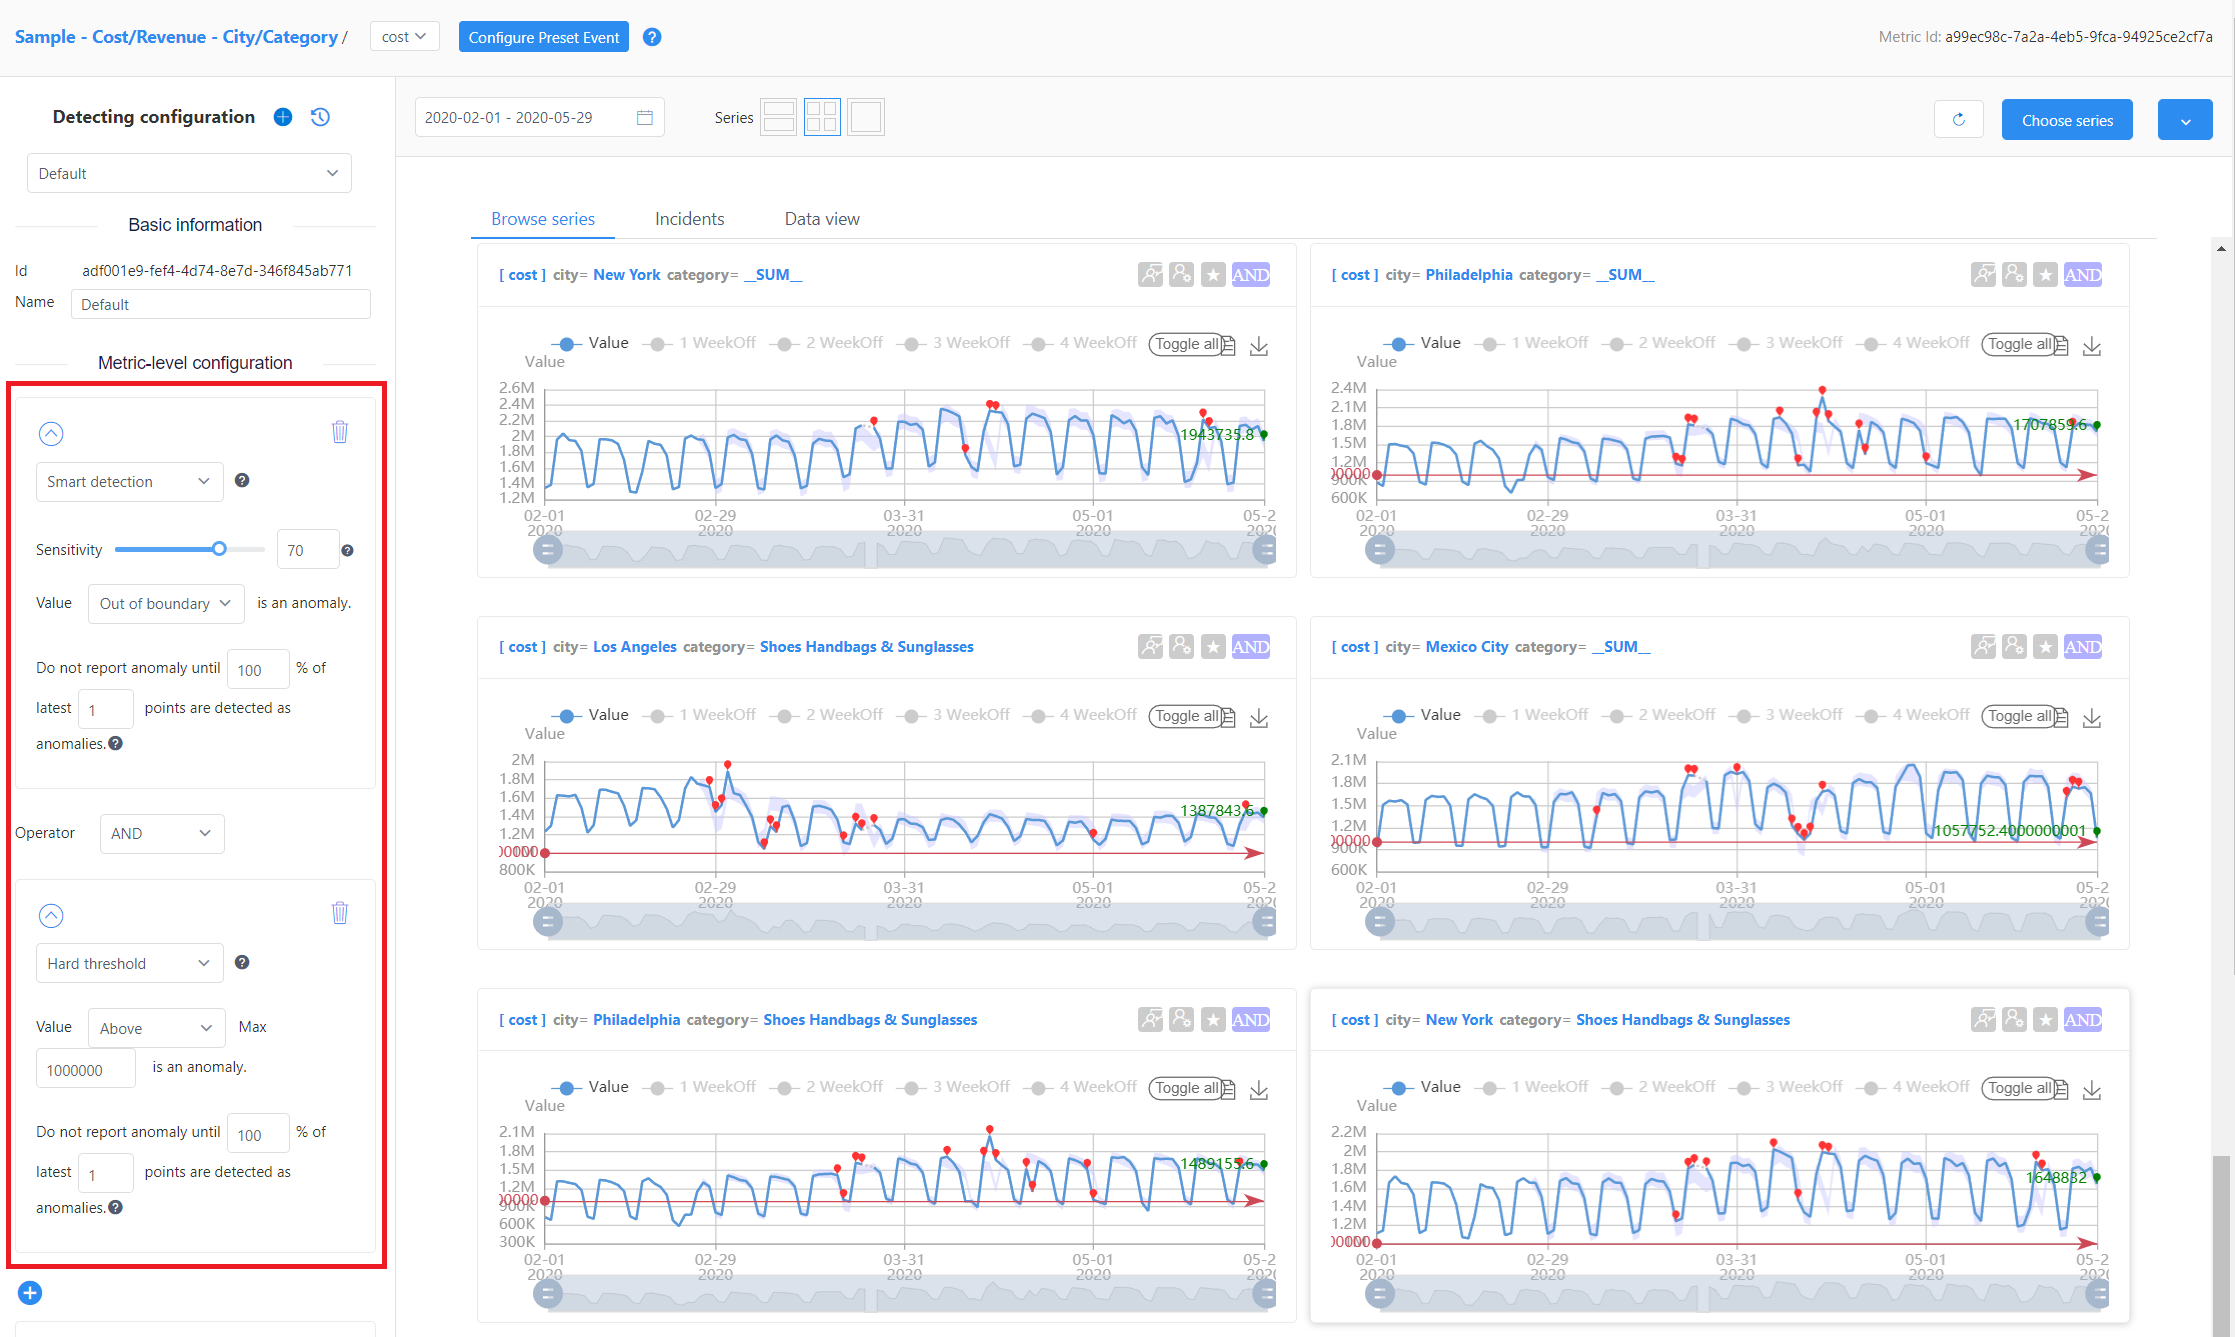 Sample - Cost/Revenue - City/Category /
cost
Configure Preset Event
?
Metric Id: a99ec98c-7a2a-4eb5-9fca-94925ce2cf7a
Detecting configuration
2020-02-01 - 2020-05-29
Series
Choose series
Default
Basic information
Id adf001e9-fef4-4d74-8e7d-346f845ab771
Name Default
Metric-level configuration
Smart detection ?
Sensitivity 70 ?
Value Out of boundary is an anomaly.
Do not report anomaly until 100 % of
latest 1 points are detected as
anomalies. ?
Operator AND
Hard threshold ?
Value Above Max
1000000 is an anomaly.
Do not report anomaly until 100 % of
latest 1 points are detected as
anomalies. ?
Browse series Incidents Data view
[ cost ] city= New York category= __SUM__ AND
Value 1 WeekOff 2 WeekOff 3 WeekOff 4 WeekOff Toggle all
Value
2.6M
2.4M
2.2M
2M
1.8M
1.6M
1.4M
1.2M
1943735.8
02-01 02-29 03-31 05-01 05-2
2020 2020 2020 2020 202
[ cost ] city= Philadelphia category= __SUM__ AND
Value 1 WeekOff 2 WeekOff 3 WeekOff 4 WeekOff Toggle all
Value
2.4M
2.1M
1.8M
1.5M
1.2M
00000
900K
600K
1707859.6
02-01 02-29 03-31 05-01 05-2
2020 2020 2020 2020 202
[ cost ] city= Los Angeles category= Shoes Handbags & Sunglasses AND
Value 1 WeekOff 2 WeekOff 3 WeekOff 4 WeekOff Toggle all
Value
2M
1.8M
1.6M
1.4M
1.2M
800K
1387843.6
02-01 02-29 03-31 05-01 05-2
2020 2020 2020 2020 202
[ cost ] city= Mexico City category= __SUM__ AND
Value 1 WeekOff 2 WeekOff 3 WeekOff 4 WeekOff Toggle all
Value
2.1M
1.8M
1.5M
1.2M
00000
900K
600K
1057752.4000000001
02-01 02-29 03-31 05-01 05-2
2020 2020 2020 2020 202
[ cost ] city= Philadelphia category= Shoes Handbags & Sunglasses AND
Value 1 WeekOff 2 WeekOff 3 WeekOff 4 WeekOff Toggle all
Value
2.1M
1.8M
1.5M
1.2M
00000
900K
600K
300K
1489155.6
02-01 02-29 03-31 05-01 05-2
2020 2020 2020 2020 202
[ cost ] city= New York category= Shoes Handbags & Sunglasses AND
Value 1 WeekOff 2 WeekOff 3 WeekOff 4 WeekOff Toggle all
Value
2.2M
2M
1.8M
1.6M
1.4M
1.2M
1648832
02-01 02-29 03-31 05-01 05-2
2020 2020 2020 2020 202